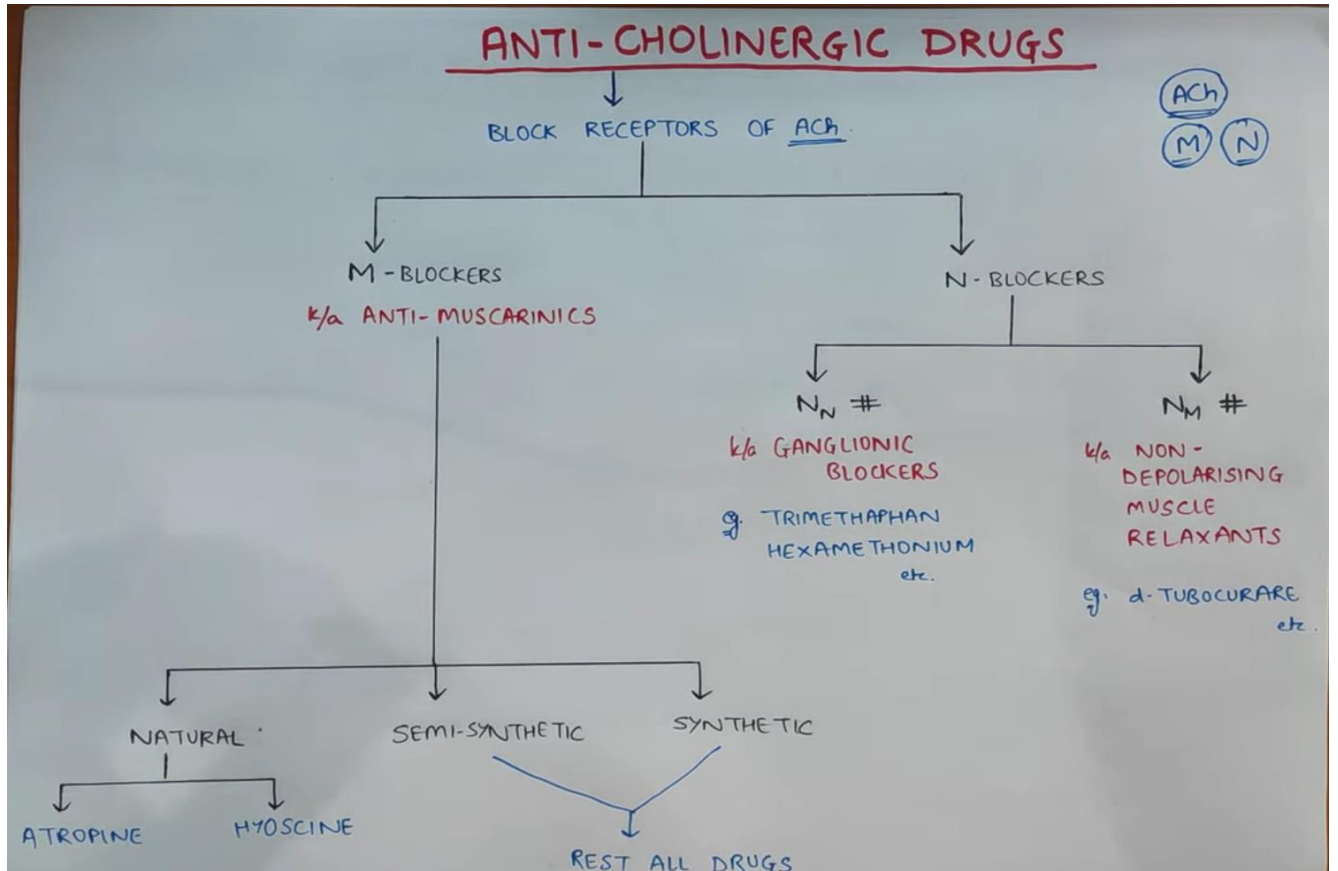 ANTI-CHOLINERGIC DRUGS
ACh
M N
BLOCK RECEPTORS OF ACh.
M-BLOCKERS
k/a ANTI-MUSCARINICS
N-BLOCKERS
NN #
k/a GANGLIONIC
BLOCKERS
eg. TRIMETHAPHAN
HEXAMETHONIUM
etc.
NM #
k/a NON-
DEPOLARISING
MUSCLE
RELAXANTS
eg. d-TUBOCURARE
etc.
NATURAL
SEMI-SYNTHETIC
SYNTHETIC
ATROPINE
HYOSCINE
REST ALL DRUGS